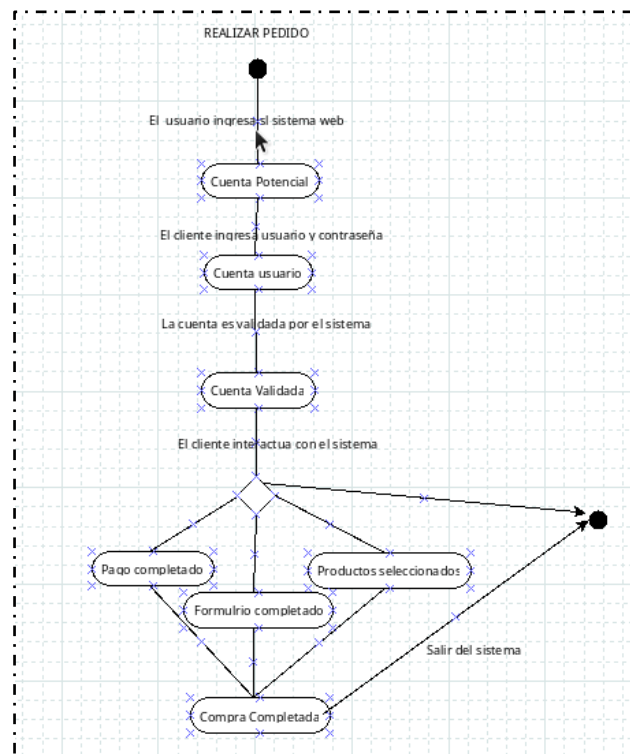 REALIZAR PEDIDO
El usuario ingresa sl sistema web
Cuenta Potencial
El cliente ingresa usuario y contraseña
Cuenta usuario
La cuenta es validada por el sistema
Cuenta Validada
El cliente interactua con el sistema
Pago completado
Productos seleccionados
Formulrio completado
Salir del sistema
Compra Completada